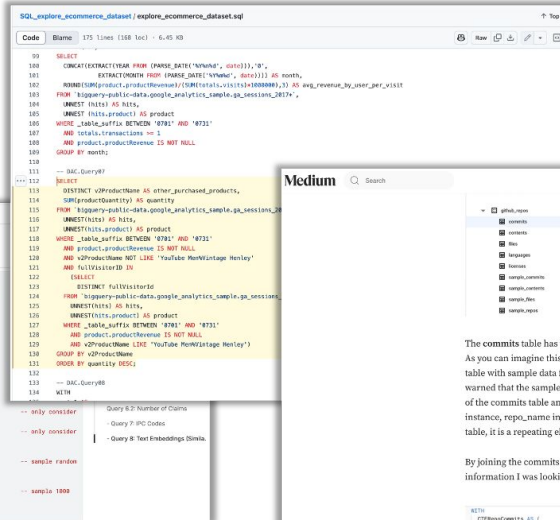 SQL_explore_ecommerce_dataset / explore_ecommerce_dataset.sql
↑ Top
Code Blame 175 lines (168 loc) · 6.45 KB
Raw
99 SELECT
100 CONCAT(EXTRACT(YEAR FROM (PARSE_DATE('%Y%m%d', date))),'0',
101 EXTRACT(MONTH FROM (PARSE_DATE('%Y%m%d', date)))) AS month,
102 ROUND(SUM(product.productRevenue)/(SUM(totals.visits)*1000000),3) AS avg_revenue_by_user_per_visit
103 FROM `bigquery-public-data.google_analytics_sample.ga_sessions_2017*`,
104 UNNEST (hits) AS hits,
105 UNNEST (hits.product) AS product
106 WHERE _table_suffix BETWEEN '0701' AND '0731'
107 AND totals.transactions >= 1
108 AND product.productRevenue IS NOT NULL
109 GROUP BY month;
110
111 -- DAC.Query07
112 SELECT
113 DISTINCT v2ProductName AS other_purchased_products,
114 SUM(productQuantity) AS quantity
115 FROM `bigquery-public-data.google_analytics_sample.ga_sessions_20
116 UNNEST(hits) AS hits,
117 UNNEST(hits.product) AS product
118 WHERE _table_suffix BETWEEN '0701' AND '0731'
119 AND product.productRevenue IS NOT NULL
120 AND v2ProductName NOT LIKE 'YouTube Men%Vintage Henley'
121 AND fullVisitorID IN
122 (SELECT
123 DISTINCT fullVisitorId
124 FROM `bigquery-public-data.google_analytics_sample.ga_sessions_
125 UNNEST(hits) AS hits,
126 UNNEST(hits.product) AS product
127 WHERE _table_suffix BETWEEN '0701' AND '0731'
128 AND product.productRevenue IS NOT NULL
129 AND v2ProductName LIKE 'YouTube Men%Vintage Henley')
130 GROUP BY v2ProductName
131 ORDER BY quantity DESC;
132
133 -- DAC.Query08
134 WITH
Medium Search
github_repos
commits
contents
files
languages
licenses
sample_commits
sample_contents
sample_files
sample_repos
The commits table has
As you can imagine this
table with sample data
warned that the sample
of the commits table an
instance, repo_name in
table, it is a repeating el
By joining the commits
information I was looki
WITH
-- only consider
-- only consider
-- sample random
-- sample 1000
Query 6.2: Number of Claims
- Query 7: IPC Codes
- Query 8: Text Embeddings [Simila.